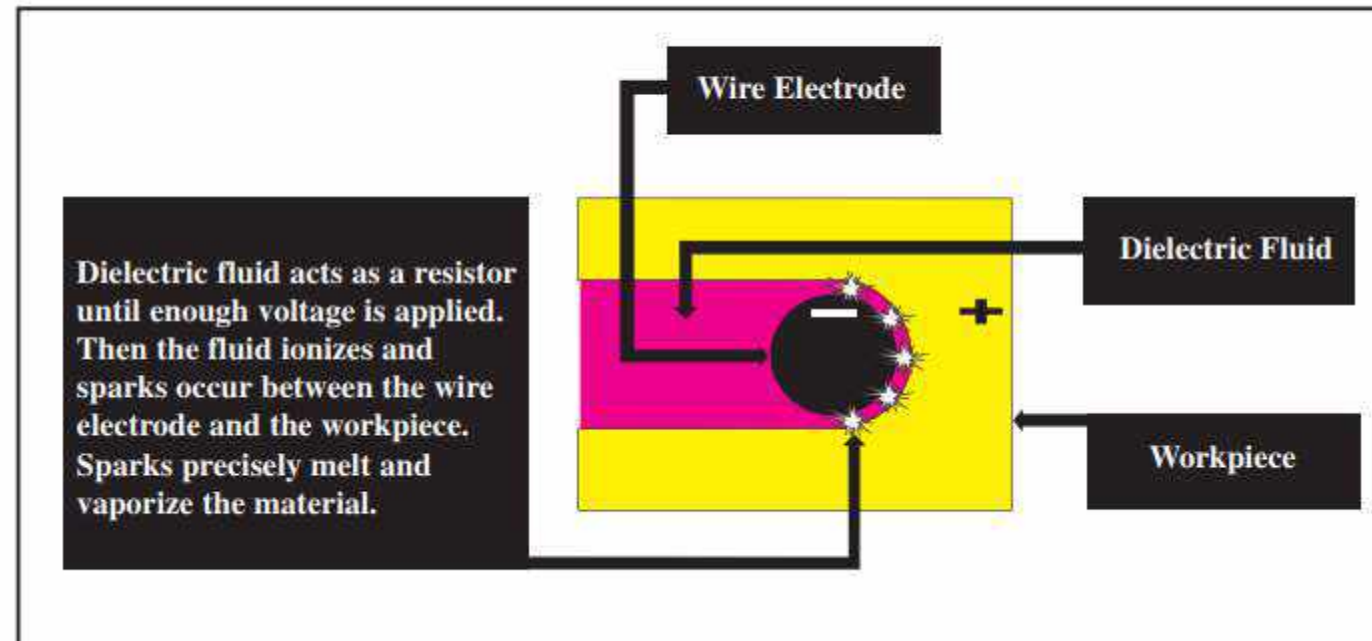 Wire Electrode
Dielectric Fluid
Dielectric fluid acts as a resistor
until enough voltage is applied.
Then the fluid ionizes and
sparks occur between the wire
electrode and the workpiece.
Sparks precisely melt and
vaporize the material.
Workpiece